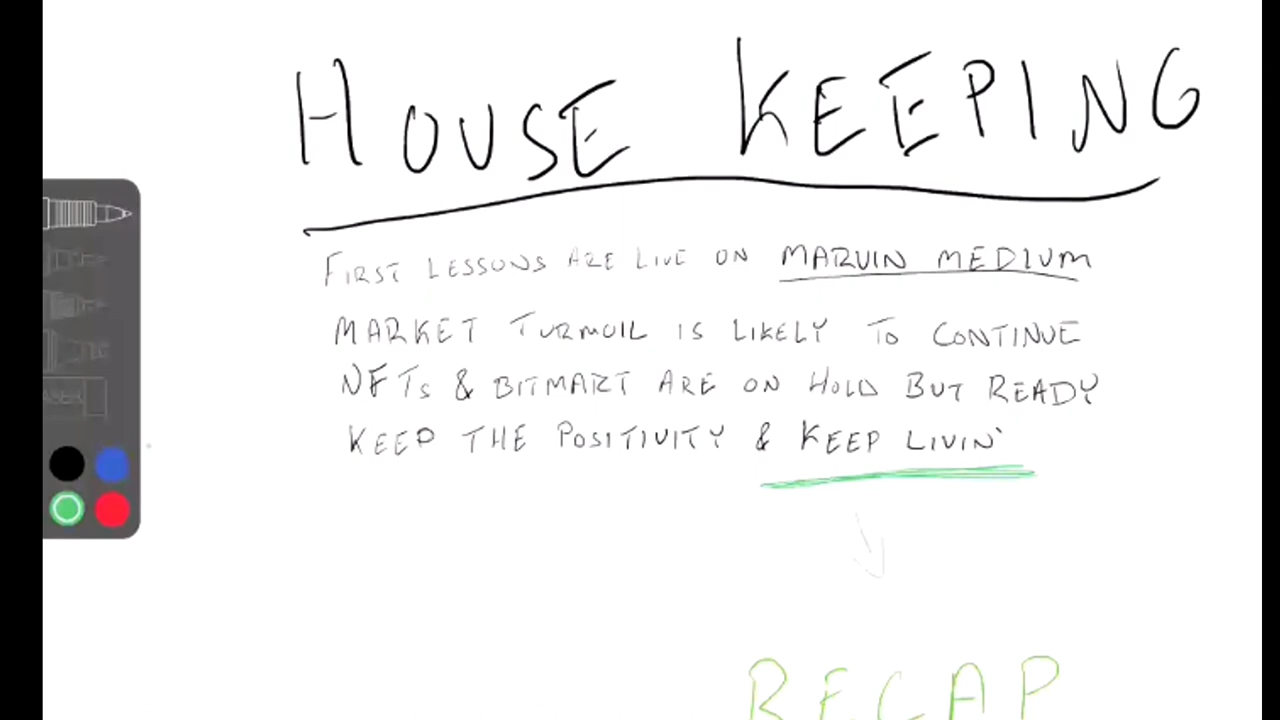 HOUSE KEEPING
FIRST LESSONS ARE LIVE ON MARVIN MEDIUM
MARKET TURMOIL IS LIKELY TO CONTINUE
NFTs & BITMART ARE ON HOLD BUT READY
KEEP THE POSITIVITY & KEEP LIVIN'
RECAP